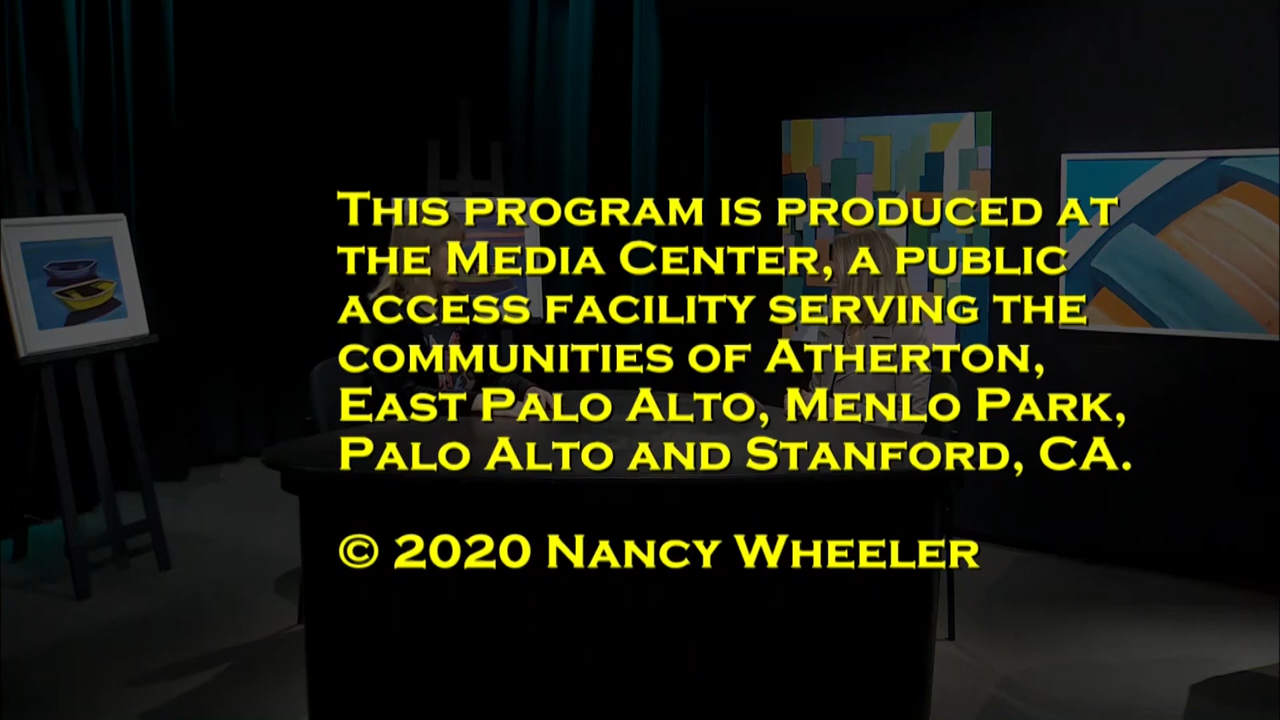 This program is produced at
the Media Center, a public
access facility serving the
communities of Atherton,
East Palo Alto, Menlo Park,
Palo Alto and Stanford, CA.
© 2020 Nancy Wheeler